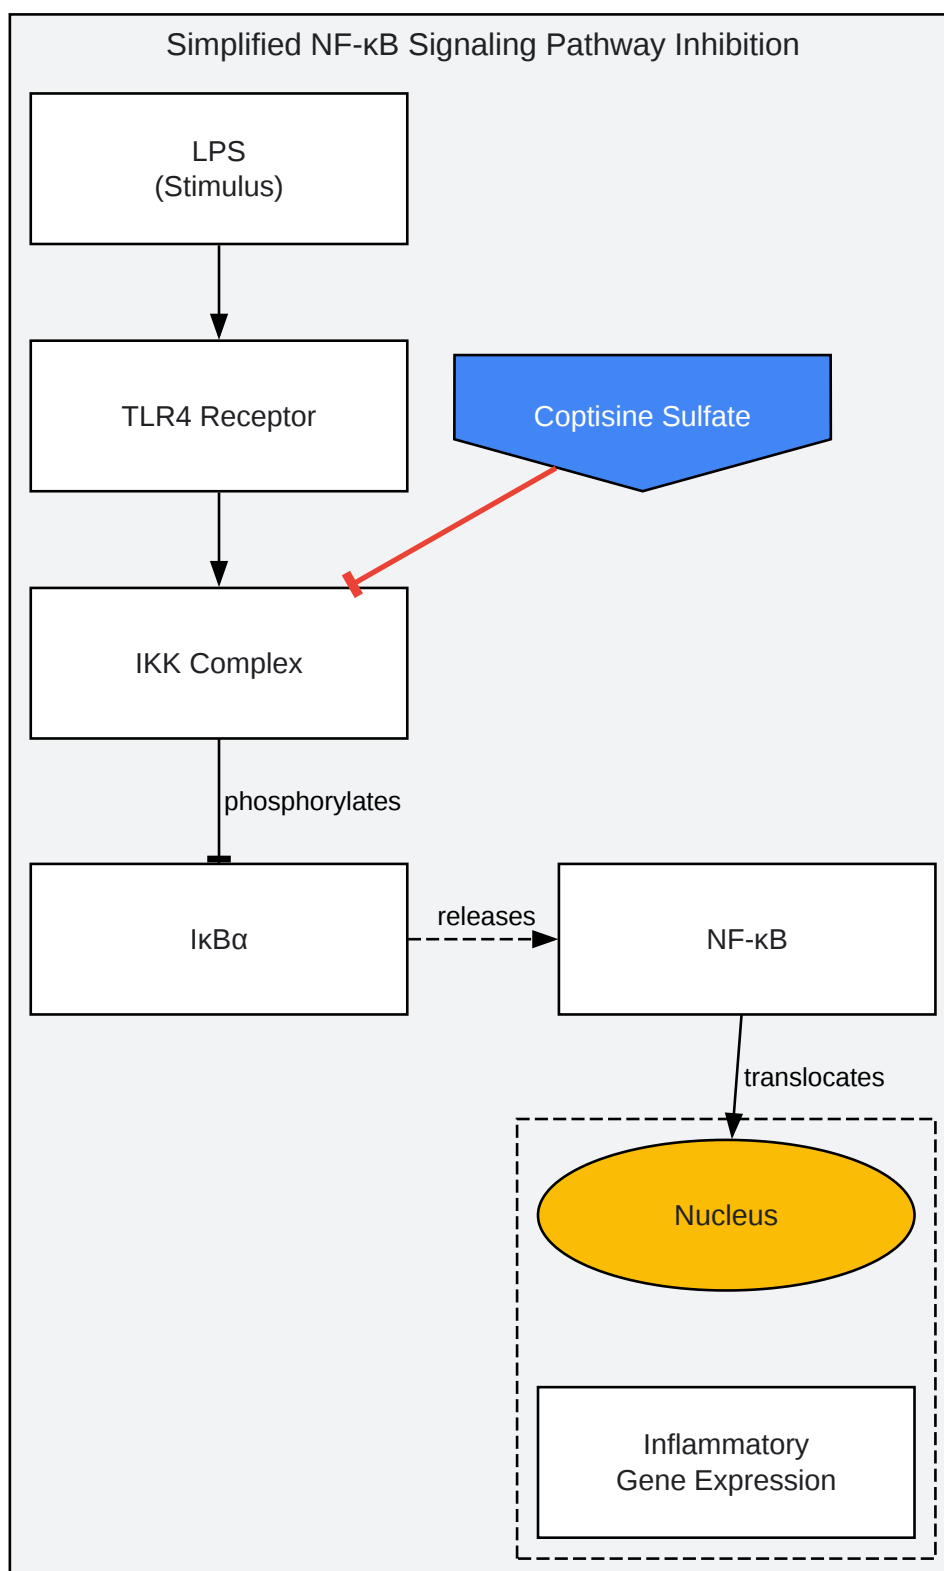 Simplified NF-κB Signaling Pathway Inhibition
LPS
(Stimulus)
TLR4 Receptor
Coptisine Sulfate
IKK Complex
phosphorylates
IκBα
releases
NF-κB
translocates
Nucleus
Inflammatory
Gene Expression